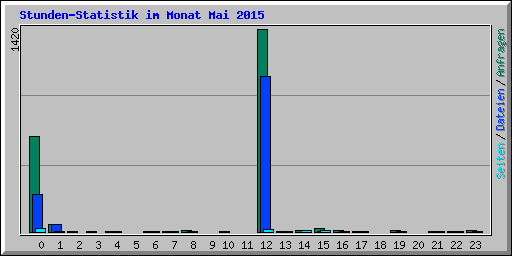 Stunden-Statistik im Monat Mai 2015
1420
Seiten/Dateien/Anfragen
0 1 2 3 4 5 6 7 8 9 10 11 12 13 14 15 16 17 18 19 20 21 22 23